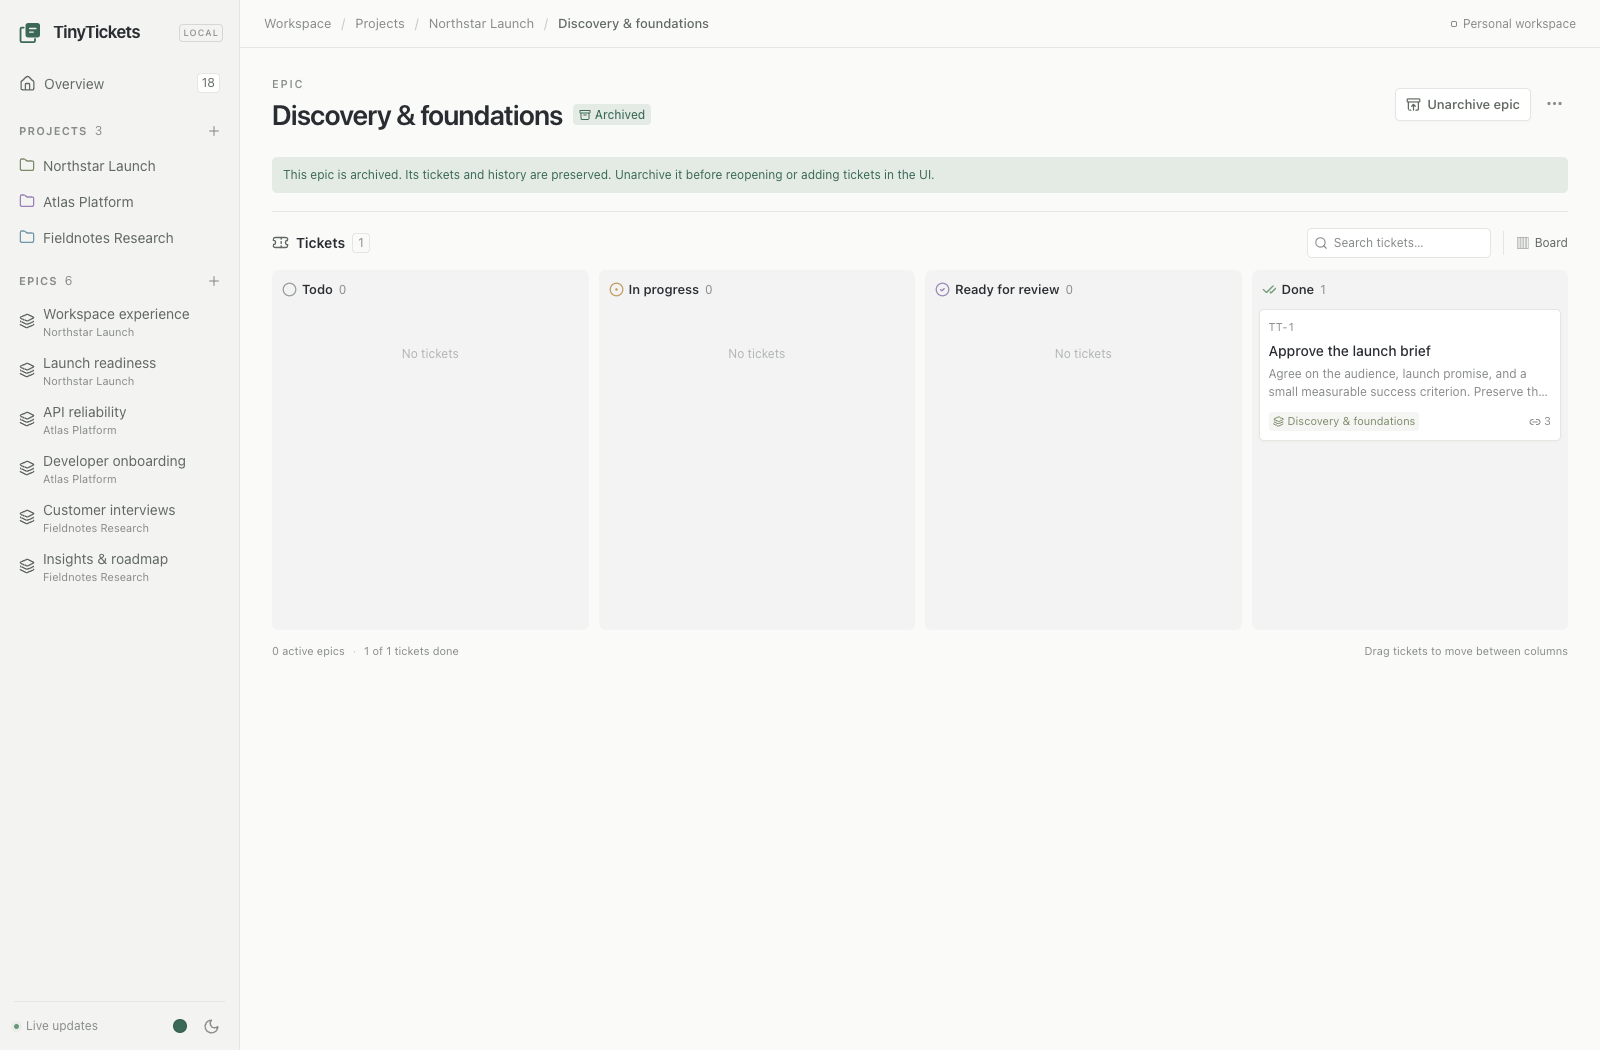 TinyTickets
LOCAL
Overview
18
PROJECTS 3
Northstar Launch
Atlas Platform
Fieldnotes Research
EPICS 6
Workspace experience
Northstar Launch
Launch readiness
Northstar Launch
API reliability
Atlas Platform
Developer onboarding
Atlas Platform
Customer interviews
Fieldnotes Research
Insights & roadmap
Fieldnotes Research
Live updates
Workspace / Projects / Northstar Launch / Discovery & foundations
Personal workspace
EPIC
Discovery & foundations
Archived
Unarchive epic
This epic is archived. Its tickets and history are preserved. Unarchive it before reopening or adding tickets in the UI.
Tickets 1
Search tickets...
Board
Todo 0
No tickets
In progress 0
No tickets
Ready for review 0
No tickets
Done 1
TT-1
Approve the launch brief
Agree on the audience, launch promise, and a
small measurable success criterion. Preserve th...
Discovery & foundations
3
0 active epics · 1 of 1 tickets done
Drag tickets to move between columns